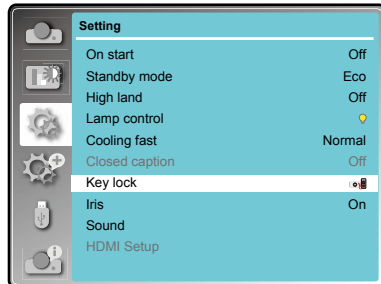 Setting
On start Off
Standby mode Eco
High land Off
Lamp control
Cooling fast Normal
Closed caption Off
Key lock
Iris On
Sound
HDMI Setup